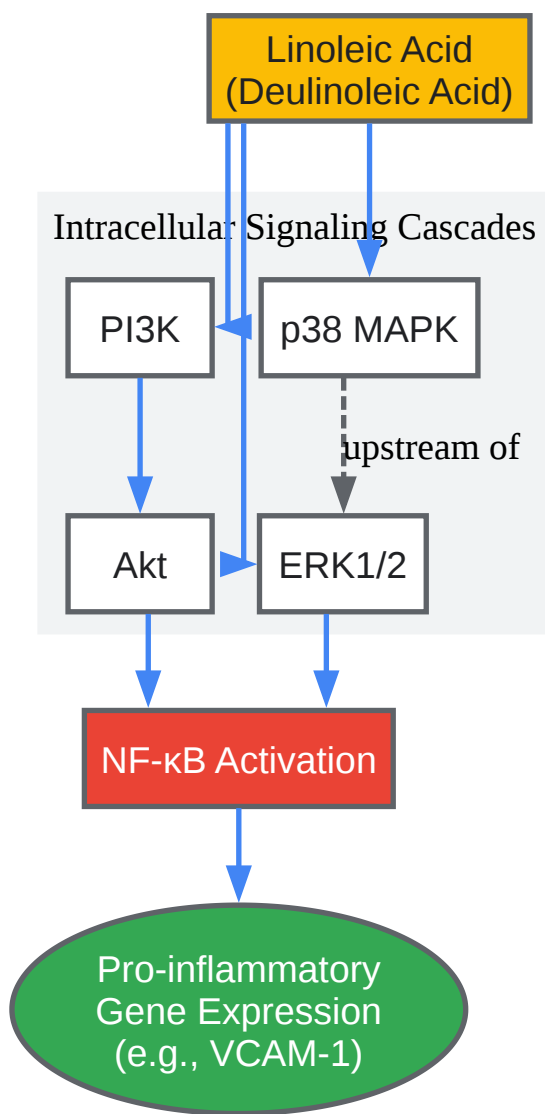 Linoleic Acid
(Deulinoleic Acid)
Intracellular Signaling Cascades
PI3K
p38 MAPK
upstream of
Akt
ERK1/2
NF-κB Activation
Pro-inflammatory
Gene Expression
(e.g., VCAM-1)